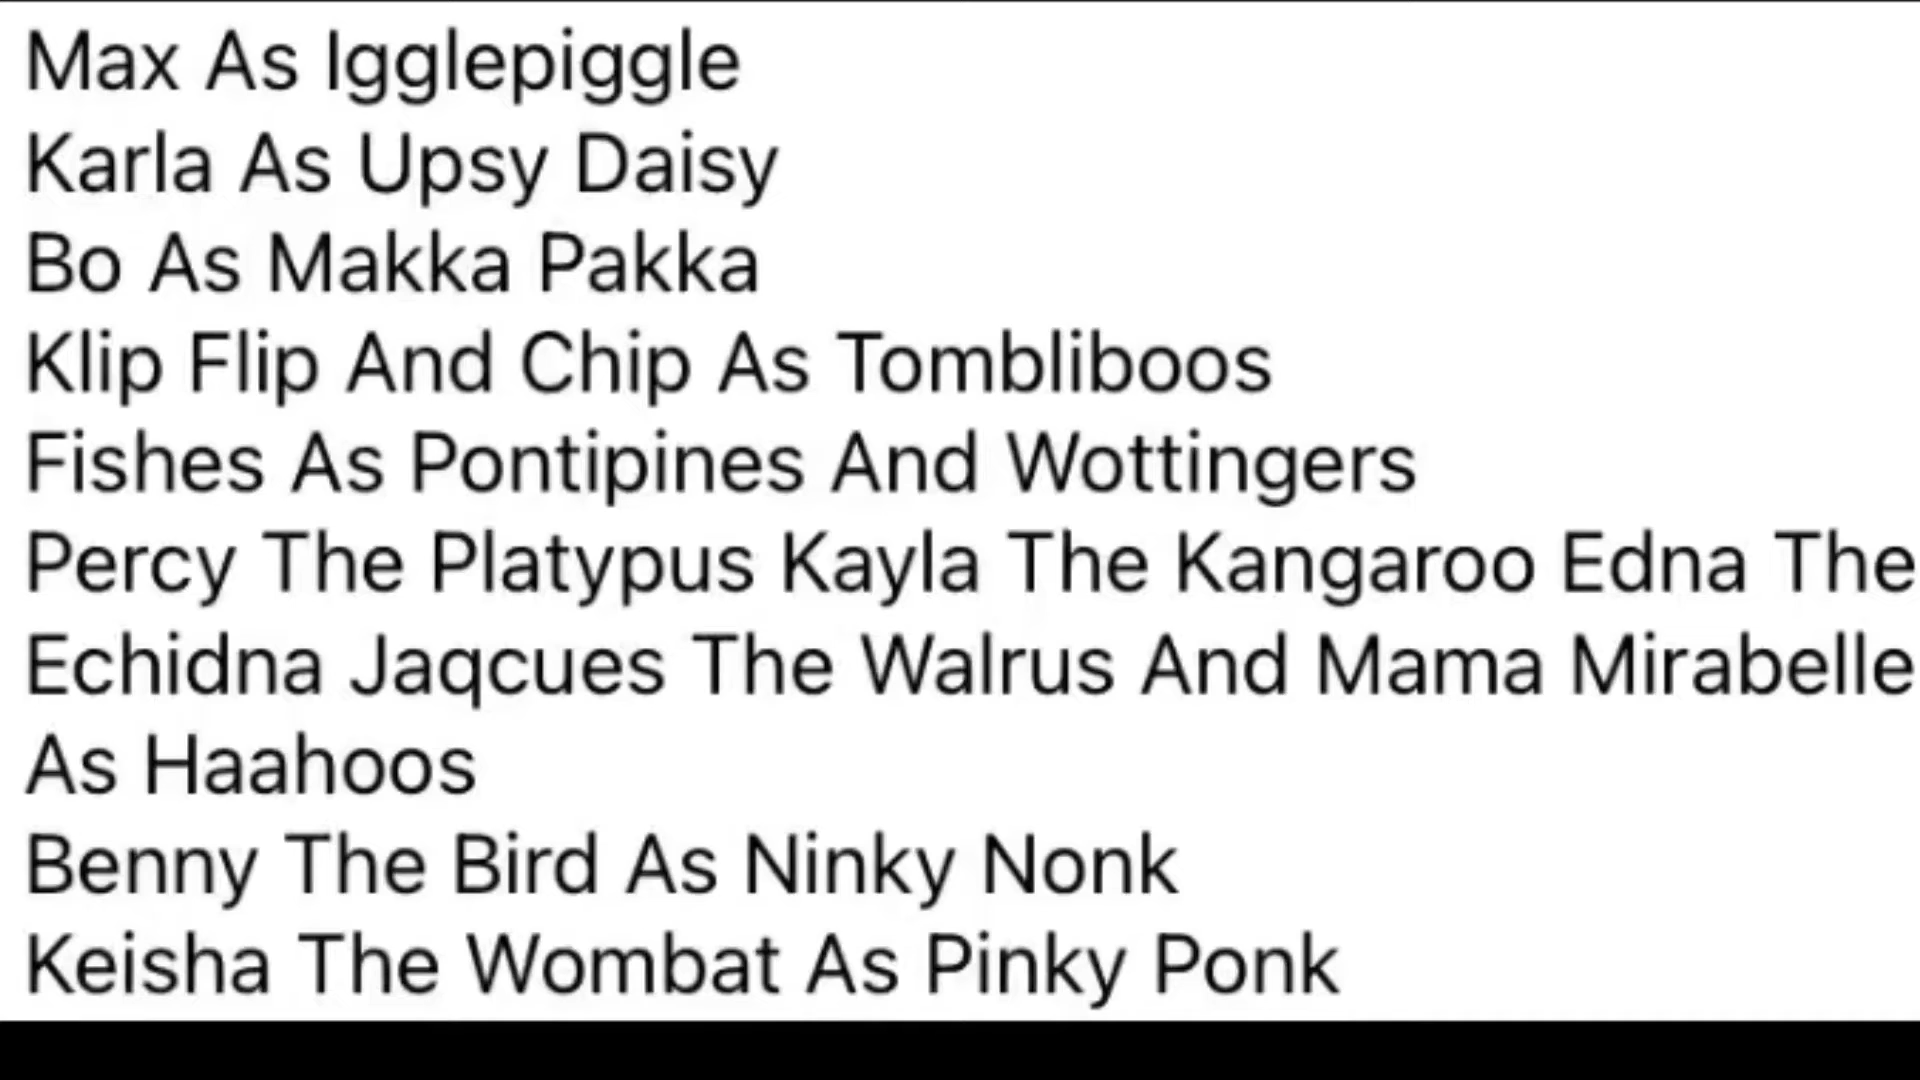 Max As Igglepiggle
Karla As Upsy Daisy
Bo As Makka Pakka
Klip Flip And Chip As Tombliboos
Fishes As Pontipines And Wottingers
Percy The Platypus Kayla The Kangaroo Edna The
Echidna Jaqcues The Walrus And Mama Mirabelle
As Haahoos
Benny The Bird As Ninky Nonk
Keisha The Wombat As Pinky Ponk